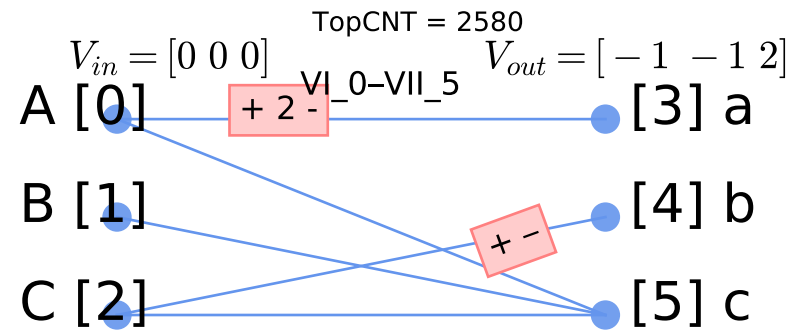 TopCNT = 2580
V_in = [0 0 0]
V_out = [−1 −1 2]
VI_0–VII_5
A [0]
+ 2 -
[3] a
B [1]
[4] b
+ −
C [2]
[5] c